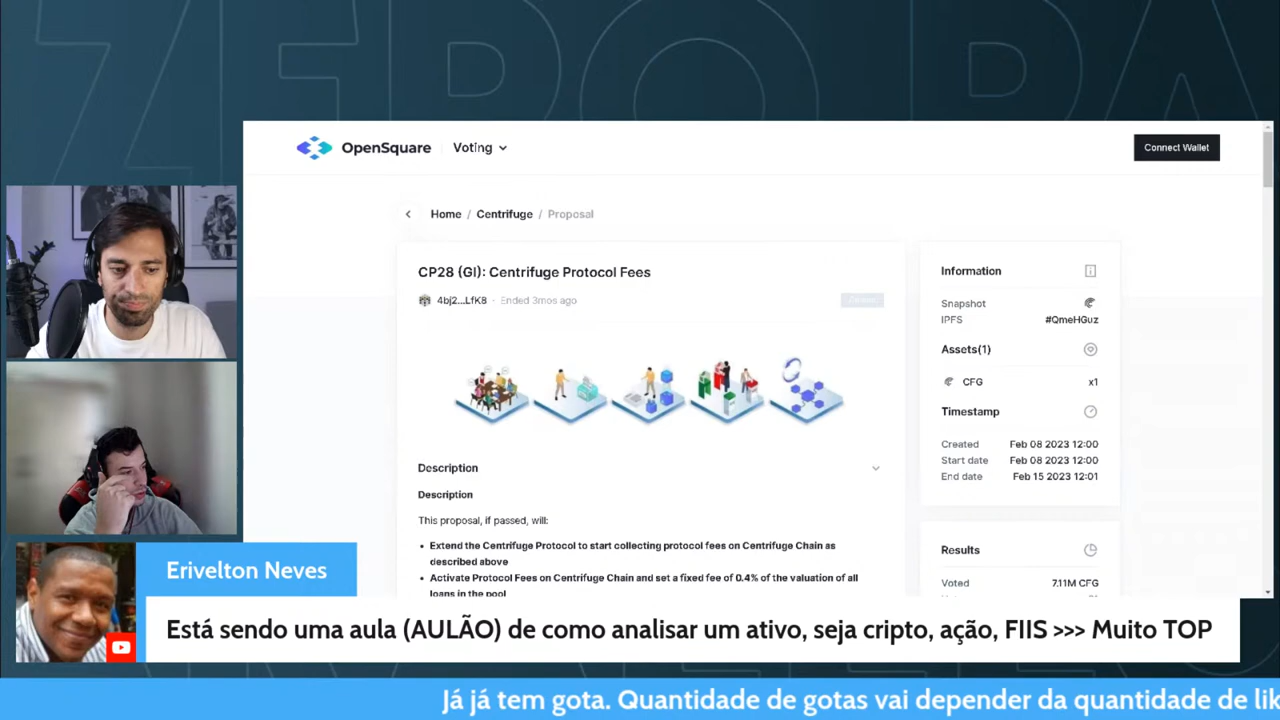 OpenSquare
Voting
Connect Wallet
Home / Centrifuge / Proposal
CP28 (GI): Centrifuge Protocol Fees
4bj2...LfK8 · Ended 3mos ago
Description
Description
This proposal, if passed, will:
• Extend the Centrifuge Protocol to start collecting protocol fees on Centrifuge Chain as
described above
• Activate Protocol Fees on Centrifuge Chain and set a fixed fee of 0.4% of the valuation of all
loans in the pool
Information
Snapshot
IPFS #QmeHGuz
Assets(1)
CFG x1
Timestamp
Created Feb 08 2023 12:00
Start date Feb 08 2023 12:00
End date Feb 15 2023 12:01
Results
Voted 7.11M CFG
Erivelton Neves
Está sendo uma aula (AULÃO) de como analisar um ativo, seja cripto, ação, FIIS >>> Muito TOP
Já já tem gota. Quantidade de gotas vai depender da quantidade de lik